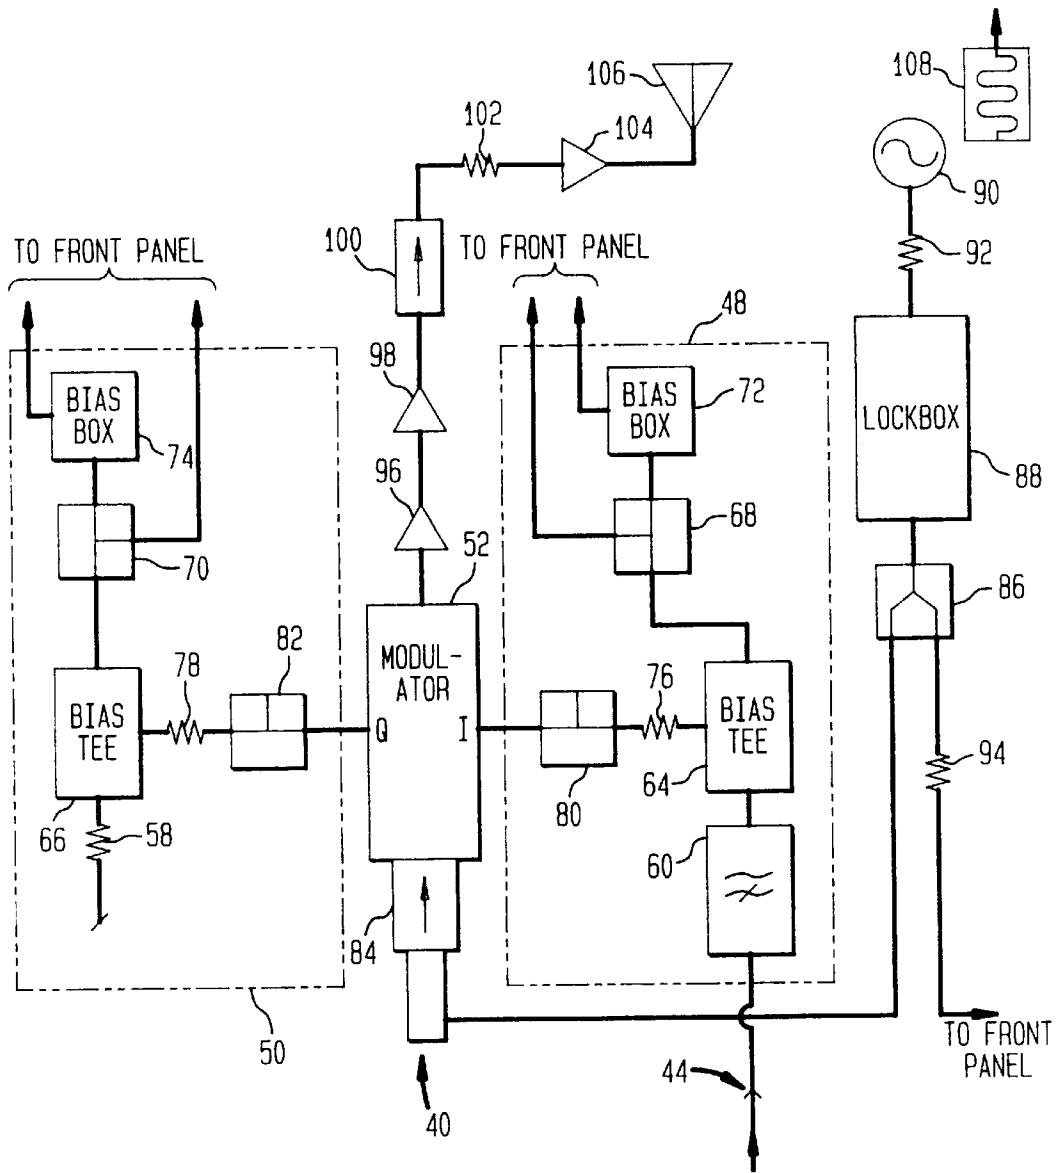 108
106
102
104
90
100
TO FRONT PANEL
TO FRONT PANEL
92
48
98
BIAS
BOX
72
BIAS
BOX
74
LOCKBOX
88
96
68
70
52
86
MODUL-
ATOR
82
78
76
BIAS
TEE
BIAS
TEE
Q
I
94
64
80
66
58
60
84
50
TO FRONT
PANEL
44
40